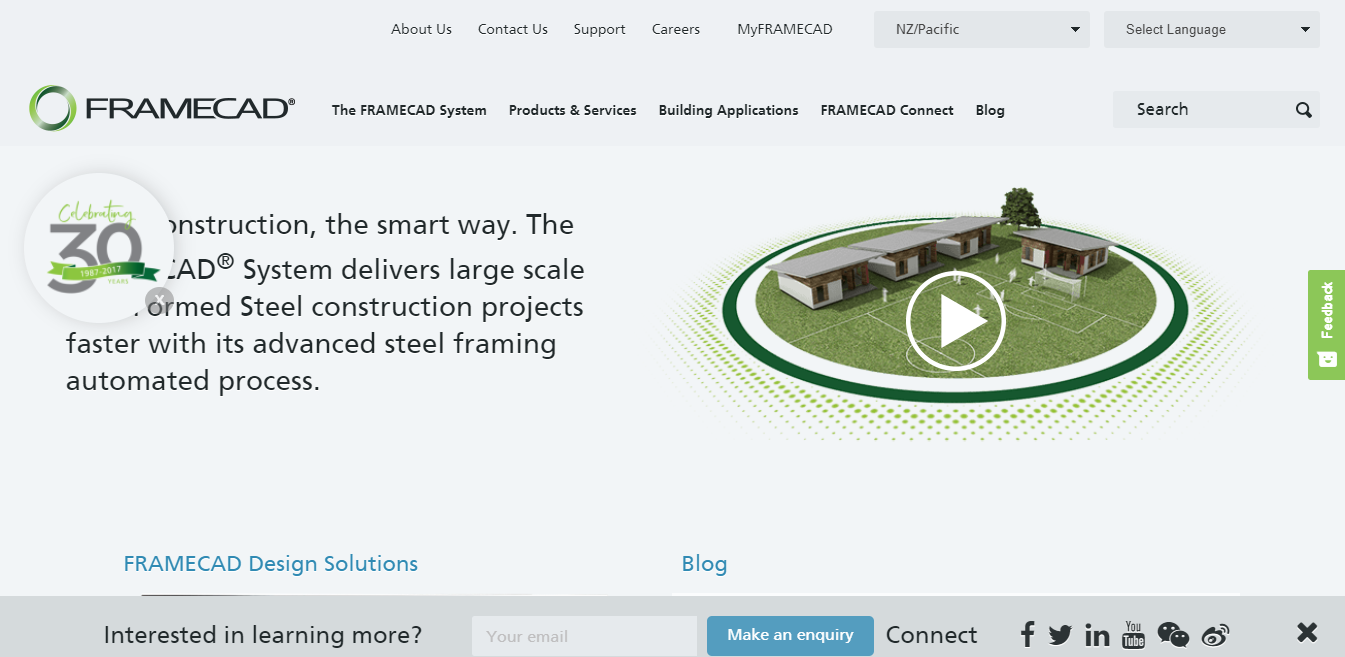 About Us Contact Us Support Careers MyFRAMECAD NZ/Pacific Select Language
FRAMECAD® The FRAMECAD System Products & Services Building Applications FRAMECAD Connect Blog Search
Celebrating
30
1987-2017
YEARS
x
onstruction, the smart way. The
CAD® System delivers large scale
ormed Steel construction projects
faster with its advanced steel framing
automated process.
Feedback
FRAMECAD Design Solutions Blog
Interested in learning more? Your email Make an enquiry Connect
You
Tube